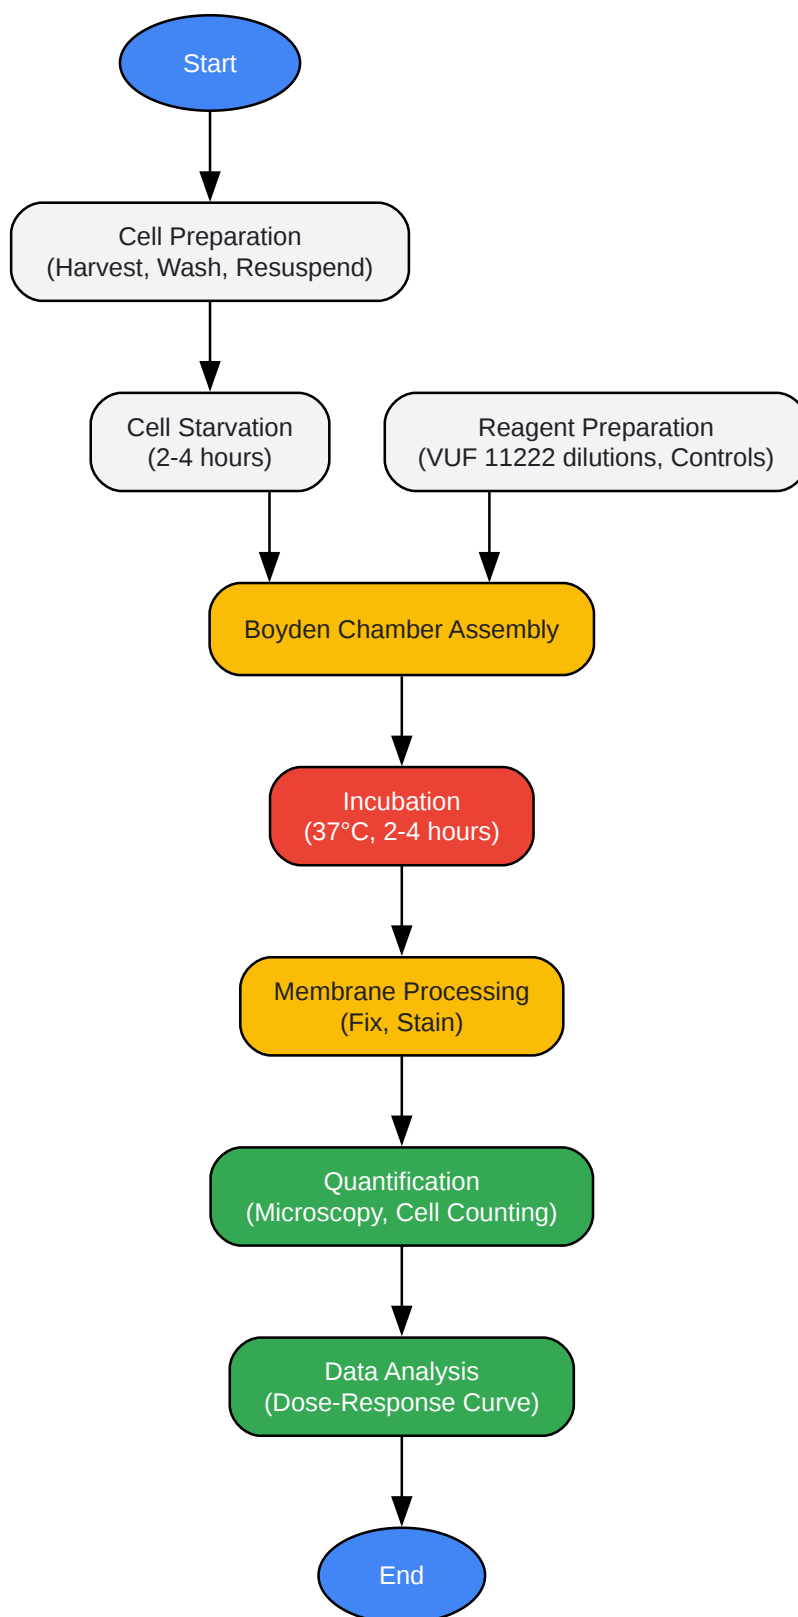 Start
Cell Preparation
(Harvest, Wash, Resuspend)
Cell Starvation
(2-4 hours)
Reagent Preparation
(VUF 11222 dilutions, Controls)
Boyden Chamber Assembly
Incubation
(37°C, 2-4 hours)
Membrane Processing
(Fix, Stain)
Quantification
(Microscopy, Cell Counting)
Data Analysis
(Dose-Response Curve)
End